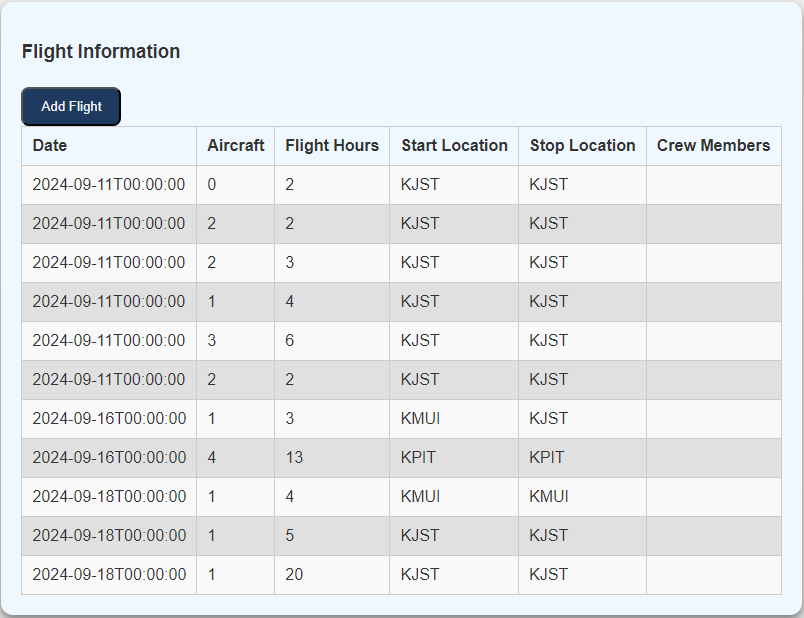 Flight Information
Add Flight
Date Aircraft Flight Hours Start Location Stop Location Crew Members
2024-09-11T00:00:00 0 2 KJST KJST
2024-09-11T00:00:00 2 2 KJST KJST
2024-09-11T00:00:00 2 3 KJST KJST
2024-09-11T00:00:00 1 4 KJST KJST
2024-09-11T00:00:00 3 6 KJST KJST
2024-09-11T00:00:00 2 2 KJST KJST
2024-09-16T00:00:00 1 3 KMUI KJST
2024-09-16T00:00:00 4 13 KPIT KPIT
2024-09-18T00:00:00 1 4 KMUI KMUI
2024-09-18T00:00:00 1 5 KJST KJST
2024-09-18T00:00:00 1 20 KJST KJST